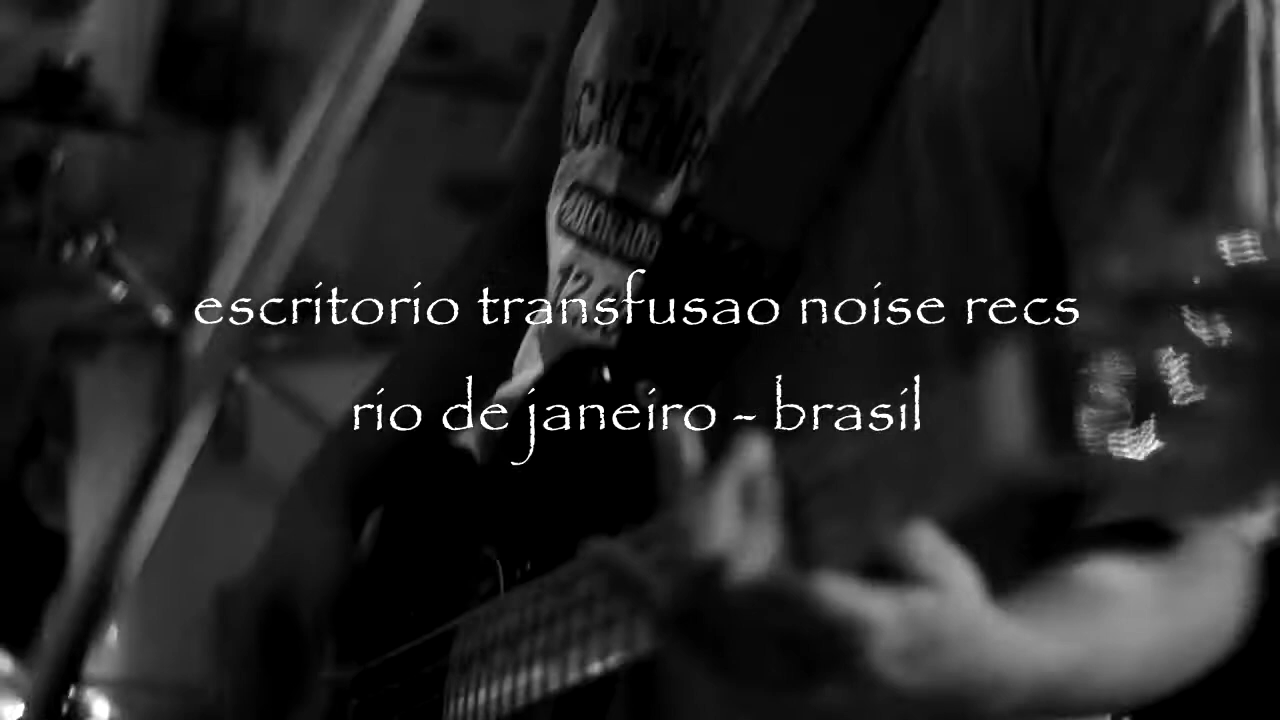 escritorio transfusao noise recs
rio de janeiro - brasil